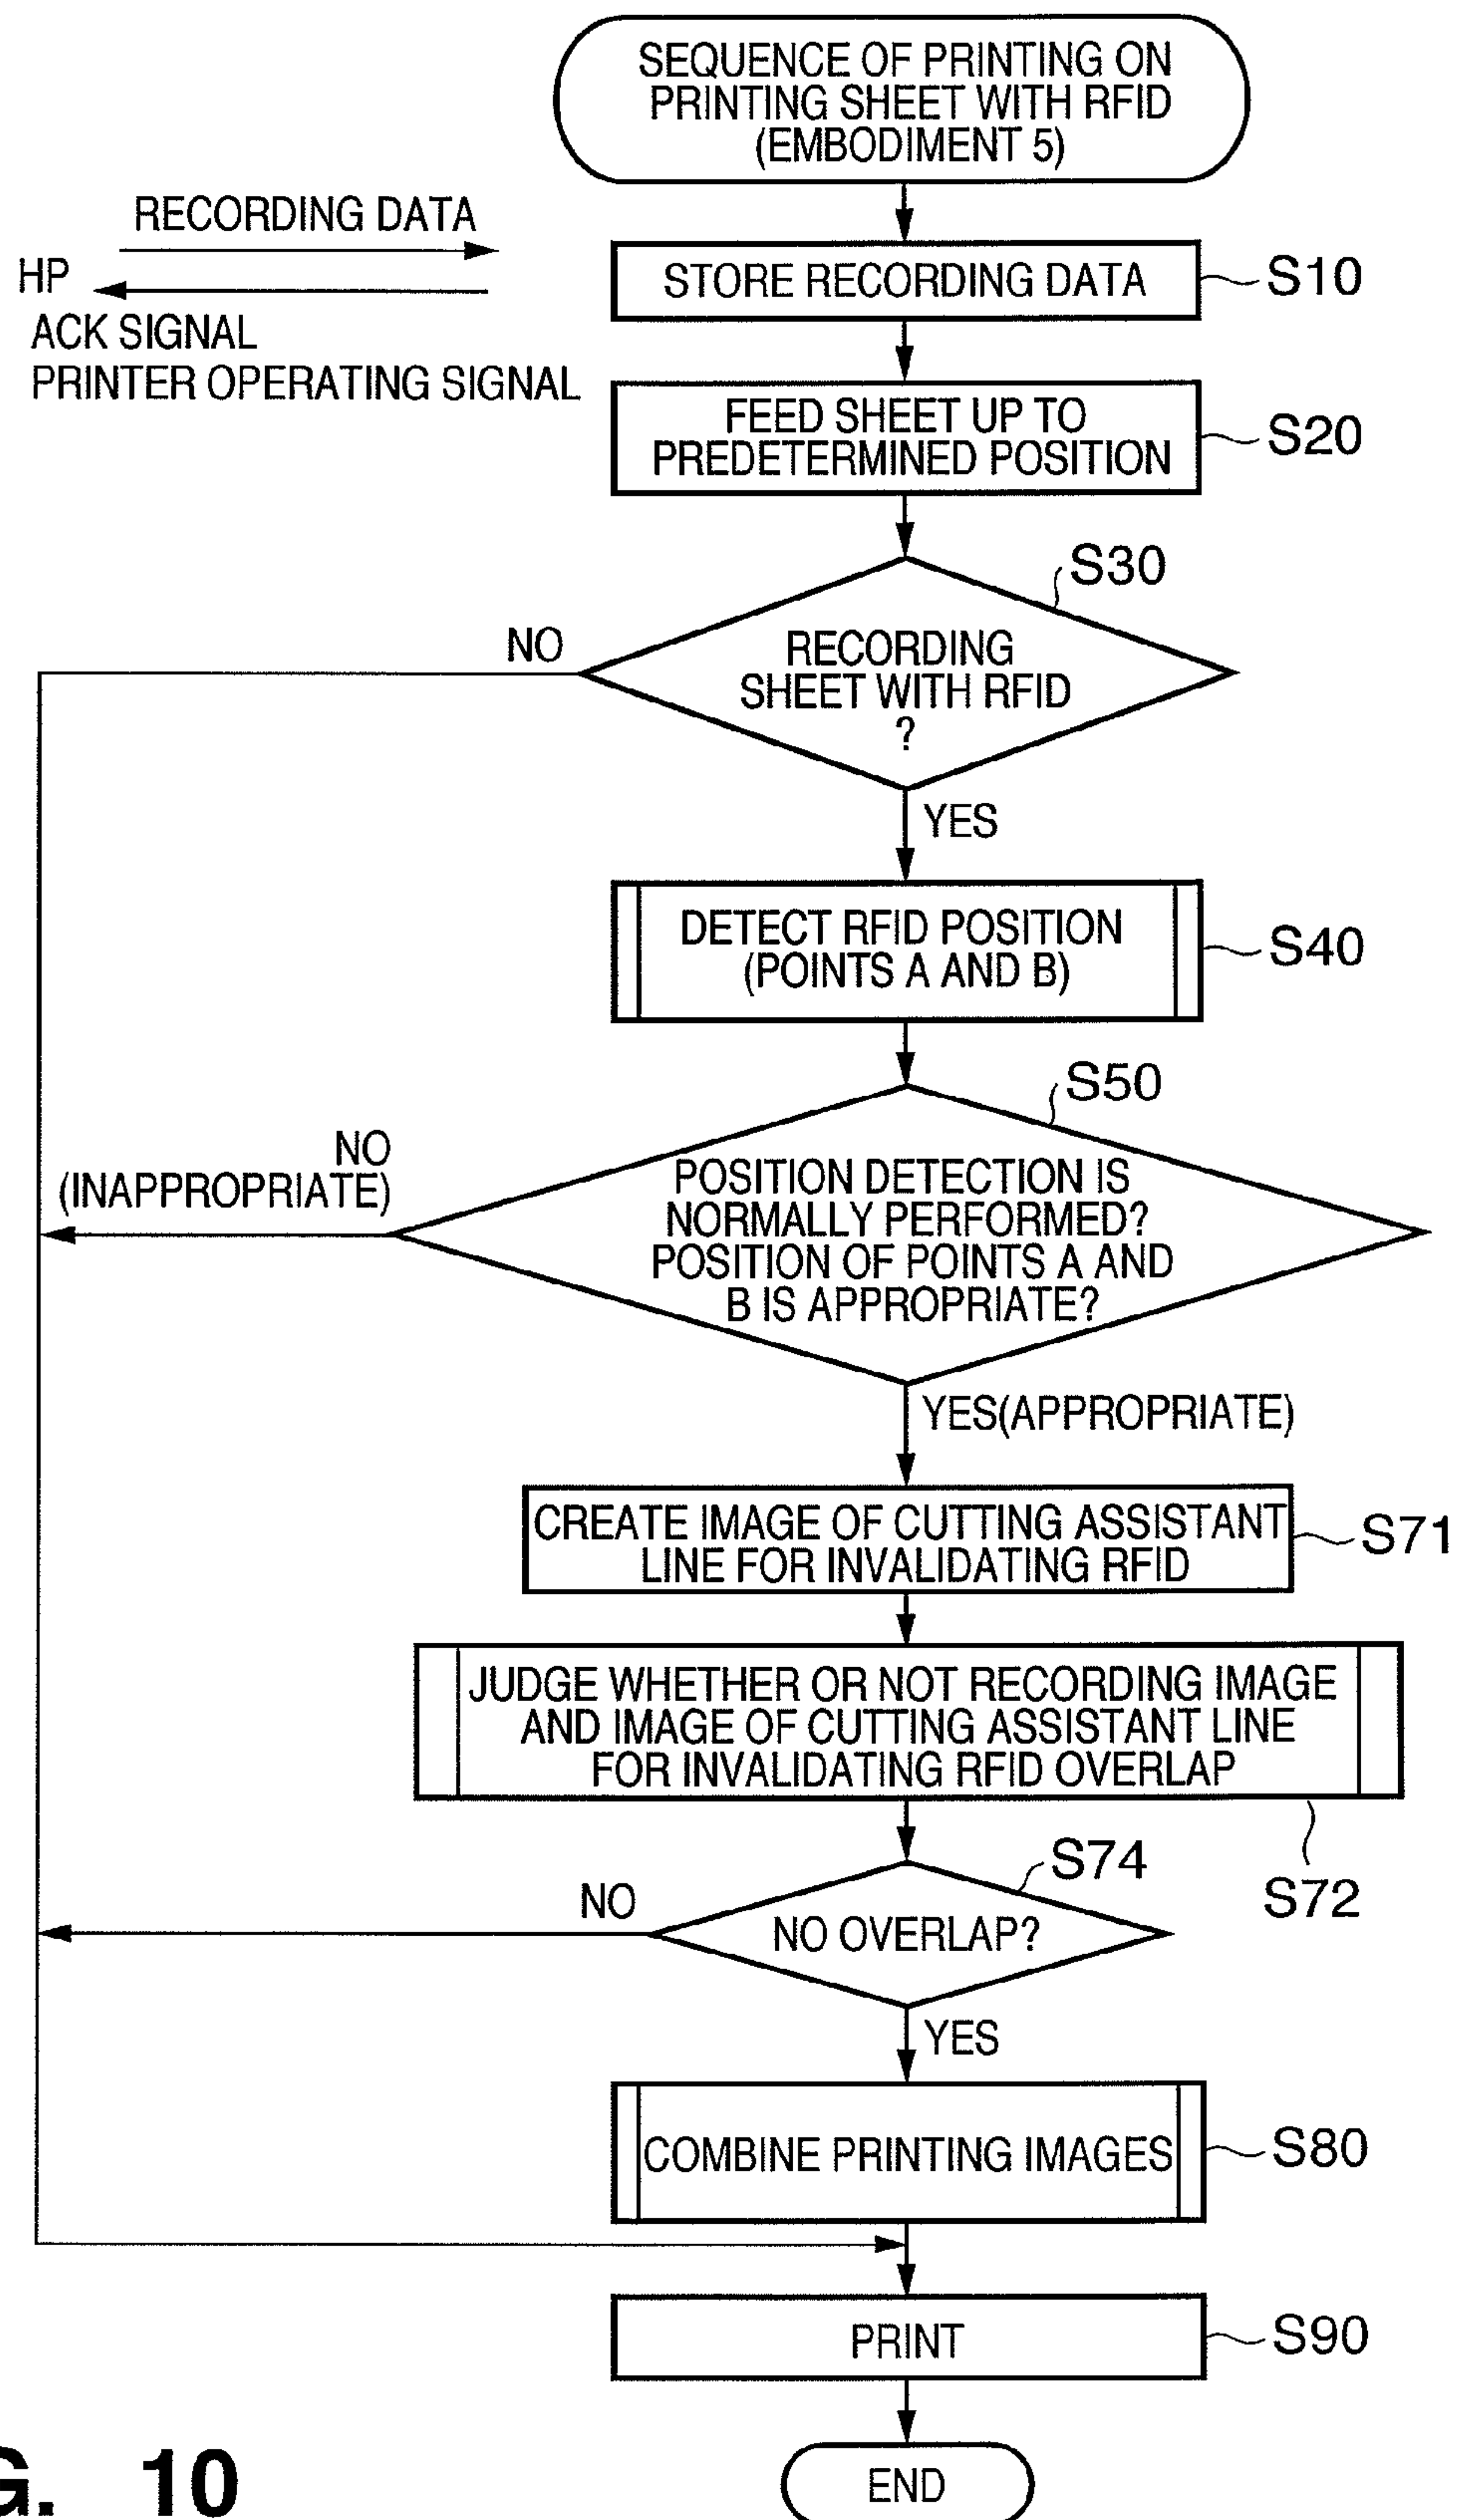 SEQUENCE OF PRINTING ON
PRINTING SHEET WITH RFID
(EMBODIMENT 5)
RECORDING DATA
HP
ACK SIGNAL
PRINTER OPERATING SIGNAL
STORE RECORDING DATA
S10
FEED SHEET UP TO
PREDETERMINED POSITION
S20
S30
NO
RECORDING
SHEET WITH RFID
?
YES
DETECT RFID POSITION
(POINTS A AND B)
S40
S50
NO
(INAPPROPRIATE)
POSITION DETECTION IS
NORMALLY PERFORMED?
POSITION OF POINTS A AND
B IS APPROPRIATE?
YES(APPROPRIATE)
CREATE IMAGE OF CUTTING ASSISTANT
LINE FOR INVALIDATING RFID
S71
JUDGE WHETHER OR NOT RECORDING IMAGE
AND IMAGE OF CUTTING ASSISTANT LINE
FOR INVALIDATING RFID OVERLAP
S72
S74
NO
NO OVERLAP?
YES
COMBINE PRINTING IMAGES
S80
PRINT
S90
END
G. 10